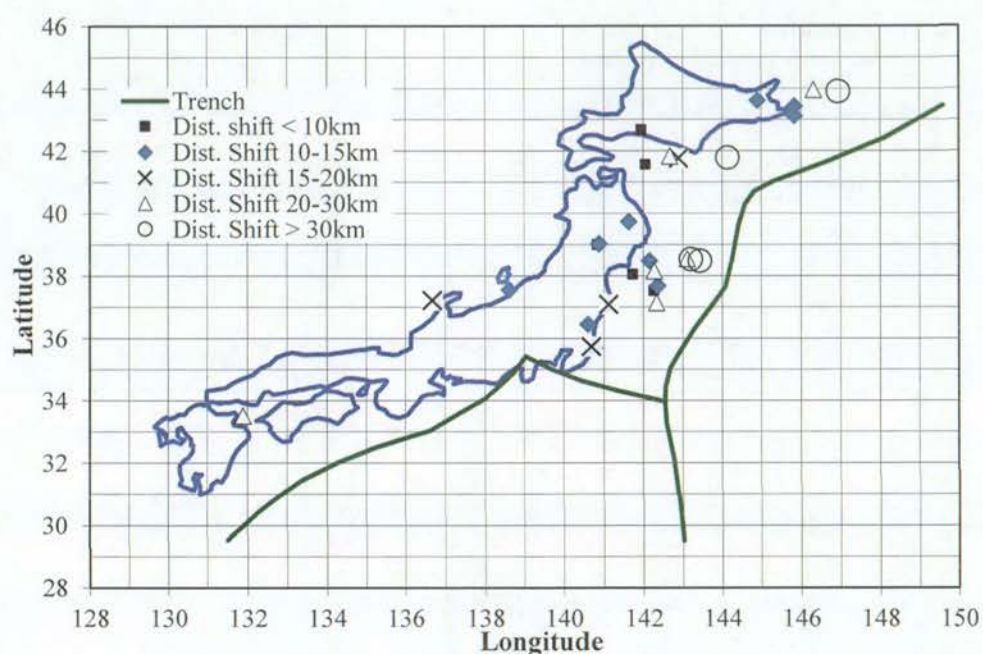 46
44
42
40
38
36
34
32
30
28
Latitude
Trench
Dist. shift < 10km
Dist. Shift 10-15km
Dist. Shift 15-20km
Dist. Shift 20-30km
Dist. Shift > 30km
128 130 132 134 136 138 140 142 144 146 148 150
Longitude